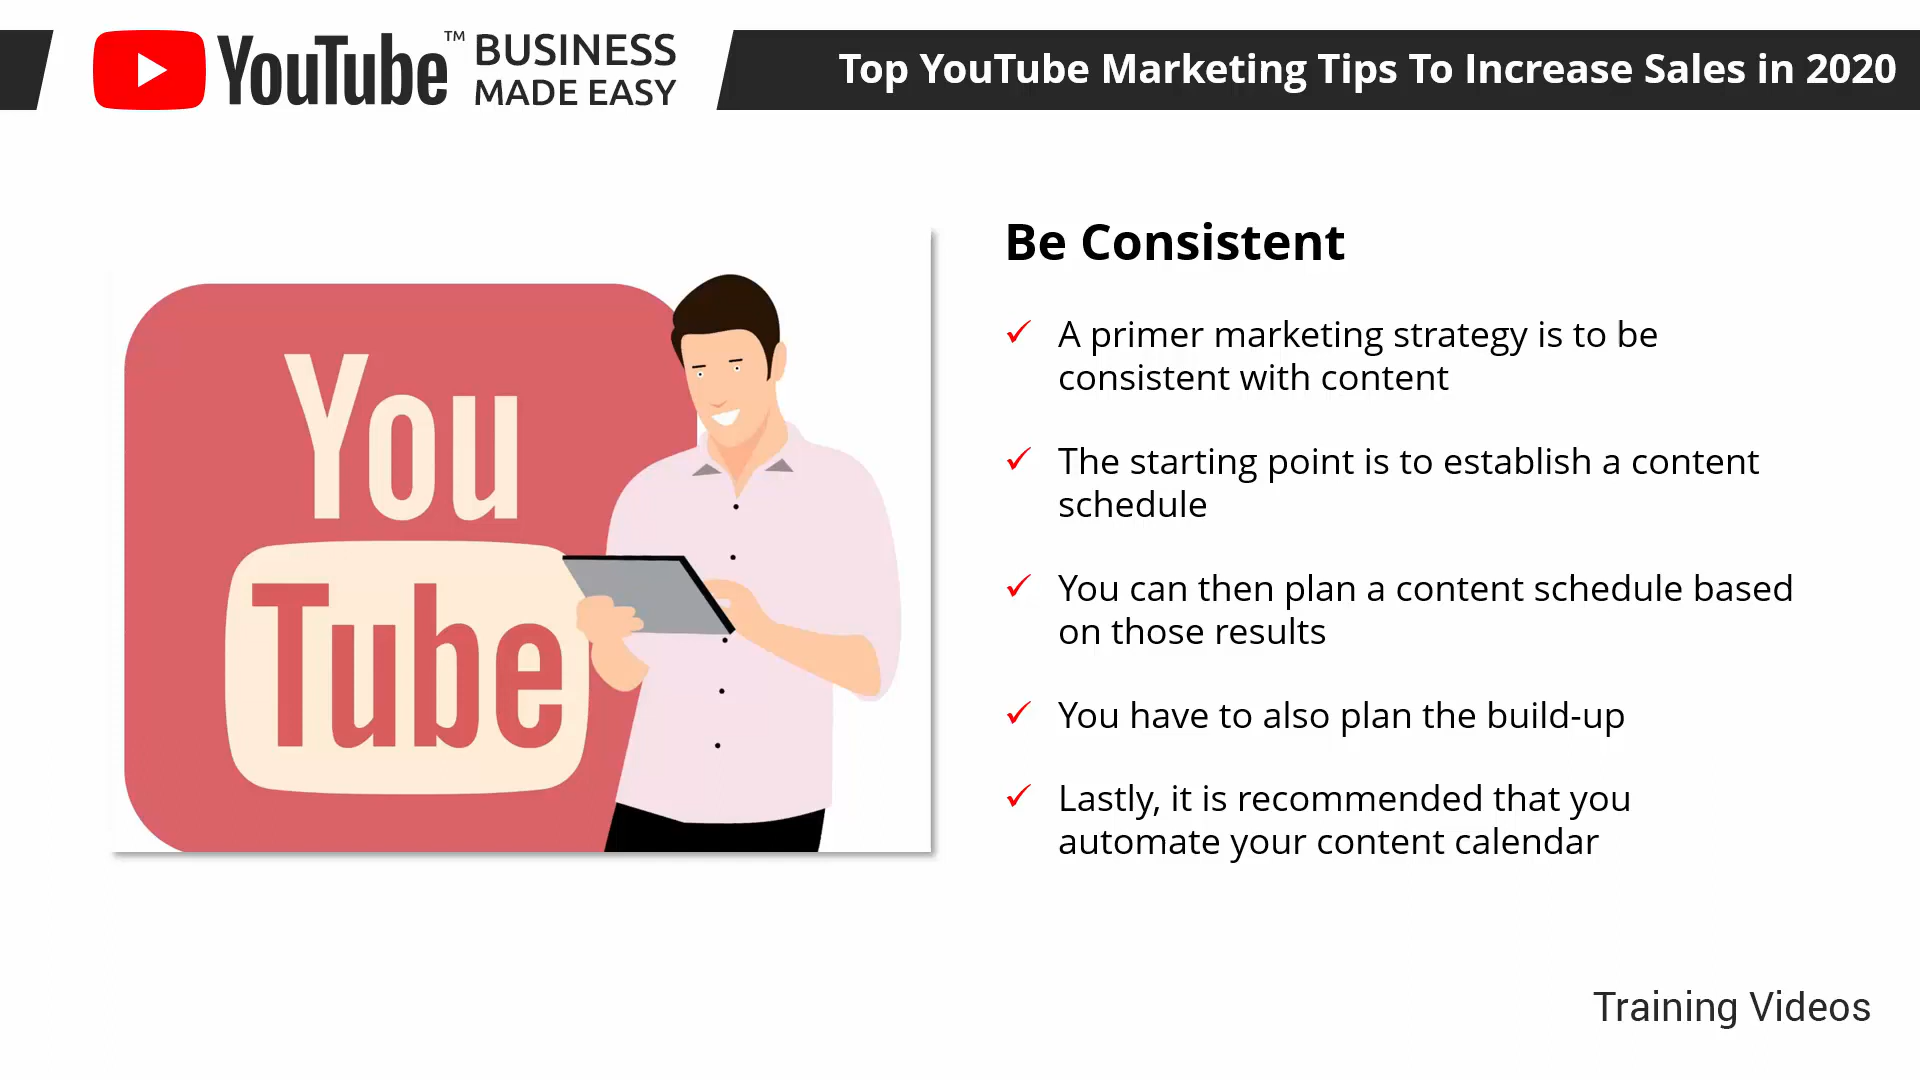 YouTube™ BUSINESS
MADE EASY
Top YouTube Marketing Tips To Increase Sales in 2020
You
Tube
Be Consistent
✓ A primer marketing strategy is to be
consistent with content
✓ The starting point is to establish a content
schedule
✓ You can then plan a content schedule based
on those results
✓ You have to also plan the build-up
✓ Lastly, it is recommended that you
automate your content calendar
Training Videos